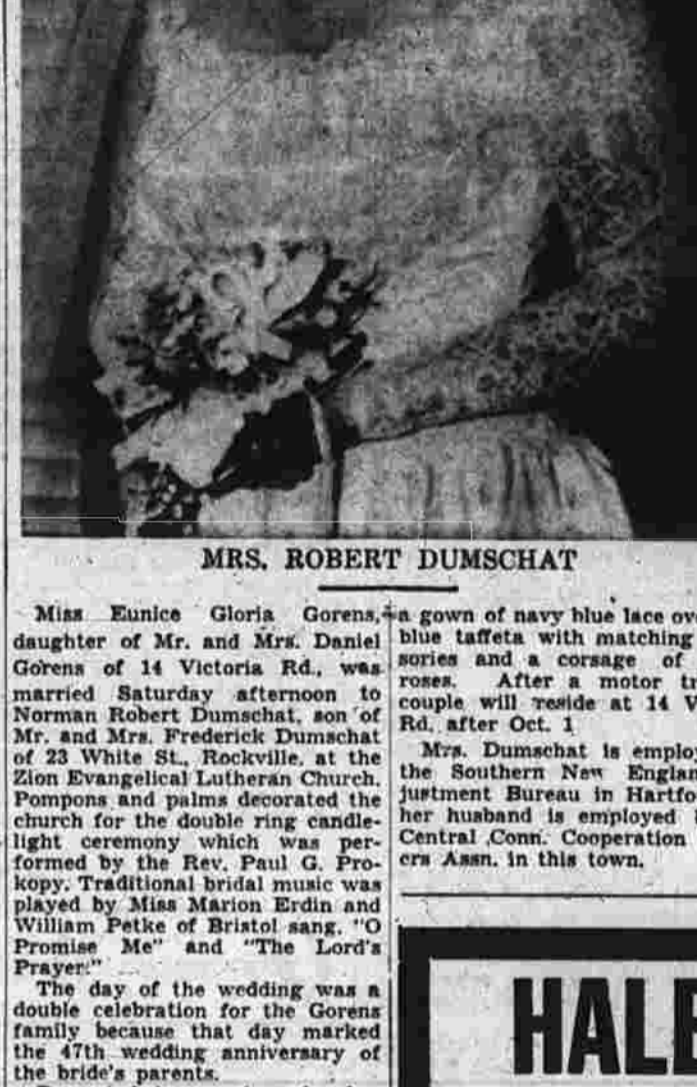 MRS. ROBERT DUMSCHAT
Miss Eunice Gloria Gorens,
daughter of Mr. and Mrs. Daniel
Gorens of 14 Victoria Rd., was
married Saturday afternoon to
Norman Robert Dumschat, son of
Mr. and Mrs. Frederick Dumschat
of 23 White St., Rockville, at the
Zion Evangelical Lutheran Church.
Pompons and palms decorated the
church for the double ring candle-
light ceremony which was per-
formed by the Rev. Paul G. Pro-
kopy. Traditional bridal music was
played by Miss Marion Erdin and
William Petke of Bristol sang, "O
Promise Me" and "The Lord's
Prayer."
The day of the wedding was a
double celebration for the Gorens
family because that day marked
the 47th wedding anniversary of
the bride's parents.
a gown of navy blue lace ov
blue taffeta with matching
sories and a corsage of
roses. After a motor tr
couple will reside at 14 V
Rd. after Oct. 1
Mrs. Dumschat is employ
the Southern New Englan
justment Bureau in Hartfo
her husband is employed
Central Conn. Cooperation
ers Assn. in this town.
HALE